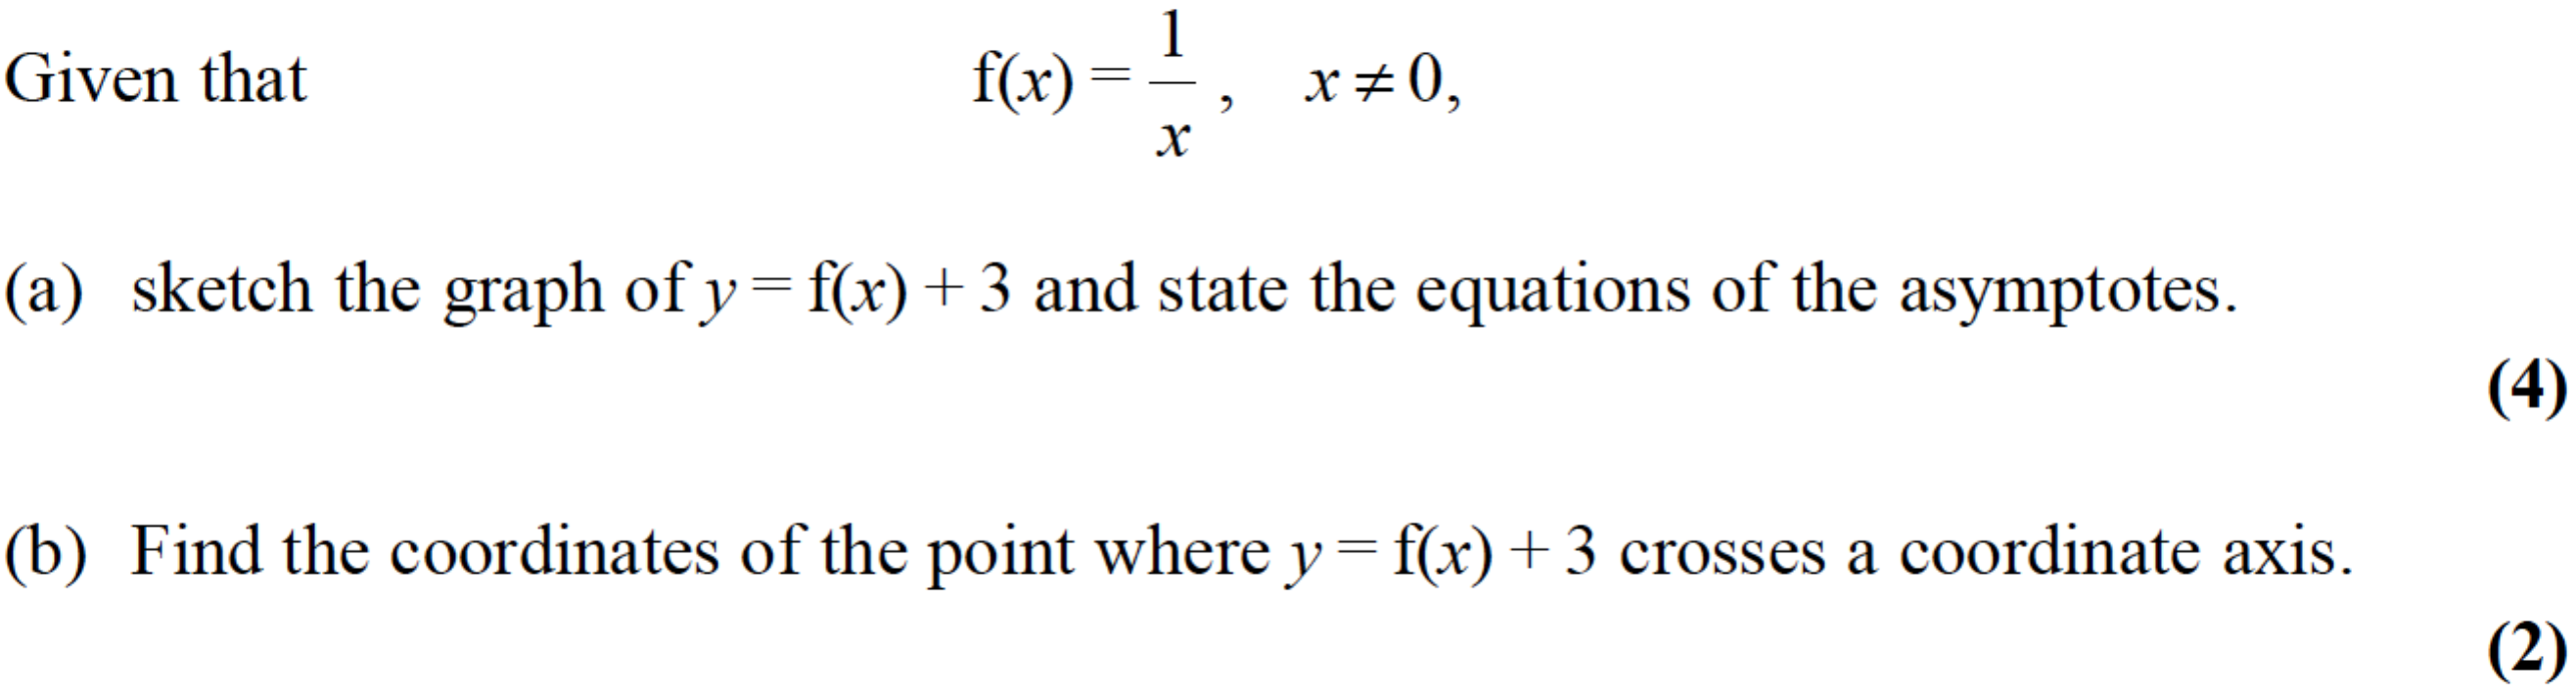 Given that f(x) = 1/x , x ≠ 0,
(a) sketch the graph of y = f(x) + 3 and state the equations of the asymptotes.
(4)
(b) Find the coordinates of the point where y = f(x) + 3 crosses a coordinate axis.
(2)